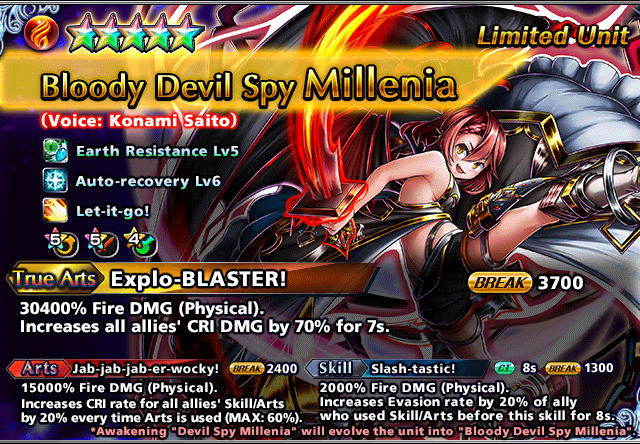 Limited Unit
Bloody Devil Spy Millenia
(Voice: Konami Saito)
Earth Resistance Lv5
Auto-recovery Lv6
Let-it-go!
5 5 4
True Arts Explo-BLASTER! BREAK 3700
30400% Fire DMG (Physical).
Increases all allies' CRI DMG by 70% for 7s.
Arts Jab-jab-jab-er-wocky! BREAK 2400
15000% Fire DMG (Physical).
Increases CRI rate for all allies' Skill/Arts
by 20% every time Arts is used (MAX: 60%).
Skill Slash-tastic! CT 8s BREAK 1300
2000% Fire DMG (Physical).
Increases Evasion rate by 20% of ally
who used Skill/Arts before this skill for 8s.
*Awakening "Devil Spy Millenia" will evolve the unit into "Bloody Devil Spy Millenia".